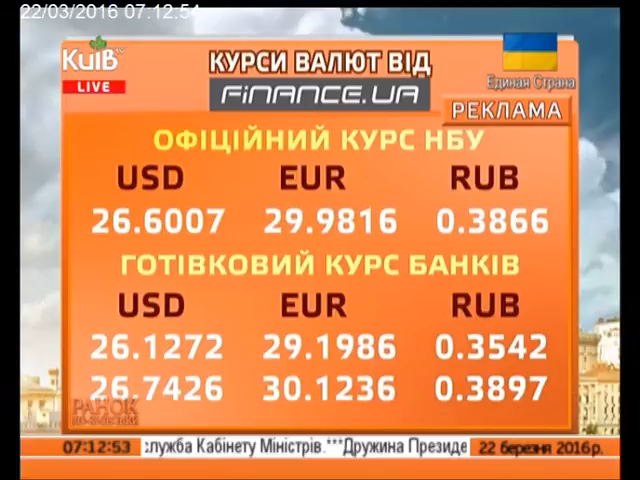 22/03/2016 07:12:54
КиїВ
LIVE
КУРСИ ВАЛЮТ ВІД
FINANCE.UA
Единая Страна
РЕКЛАМА
ОФІЦІЙНИЙ КУРС НБУ
USD EUR RUB
26.6007 29.9816 0.3866
ГОТІВКОВИЙ КУРС БАНКІВ
USD EUR RUB
26.1272 29.1986 0.3542
26.7426 30.1236 0.3897
РАНОК
07:12:53 служба Кабінету Міністрів.***Дружина Президе 22 березня 2016р.